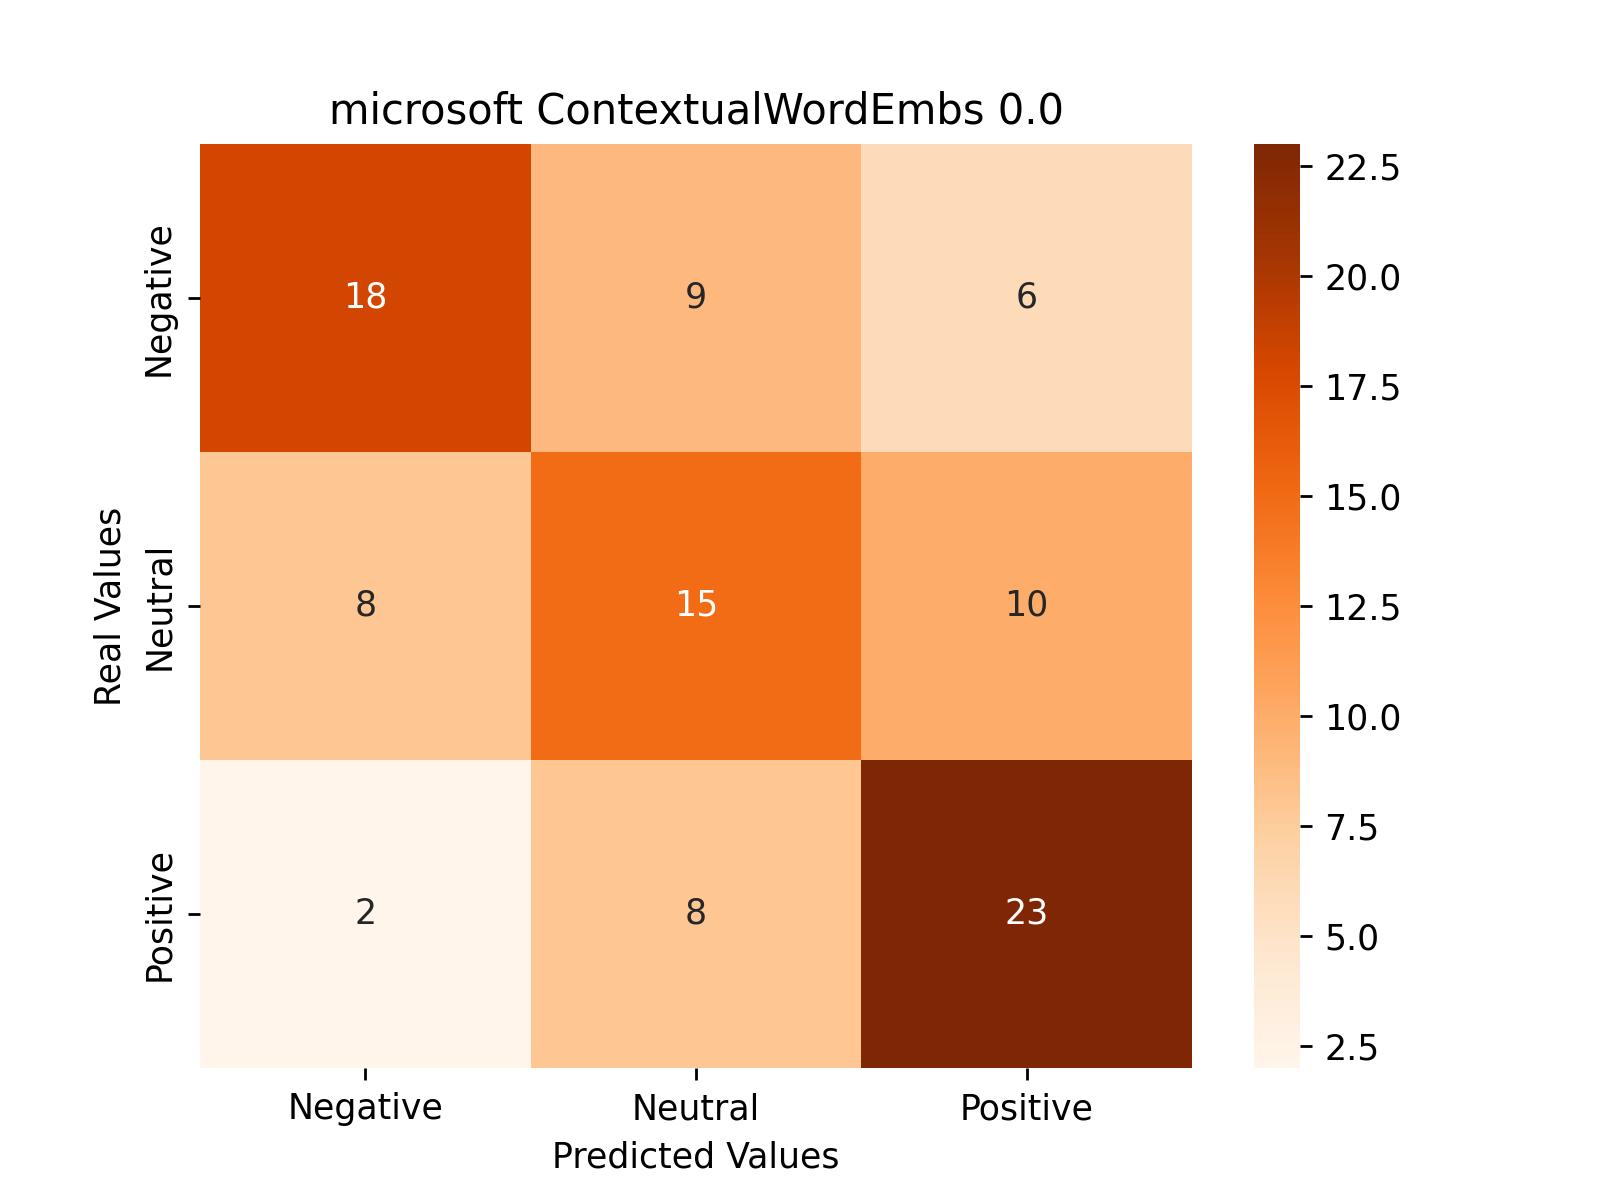 microsoft ContextualWordEmbs 0.0
Real Values
Negative
18 9 6
Neutral
8 15 10
Positive
2 8 23
Negative Neutral Positive
Predicted Values
22.5
20.0
17.5
15.0
12.5
10.0
7.5
5.0
2.5